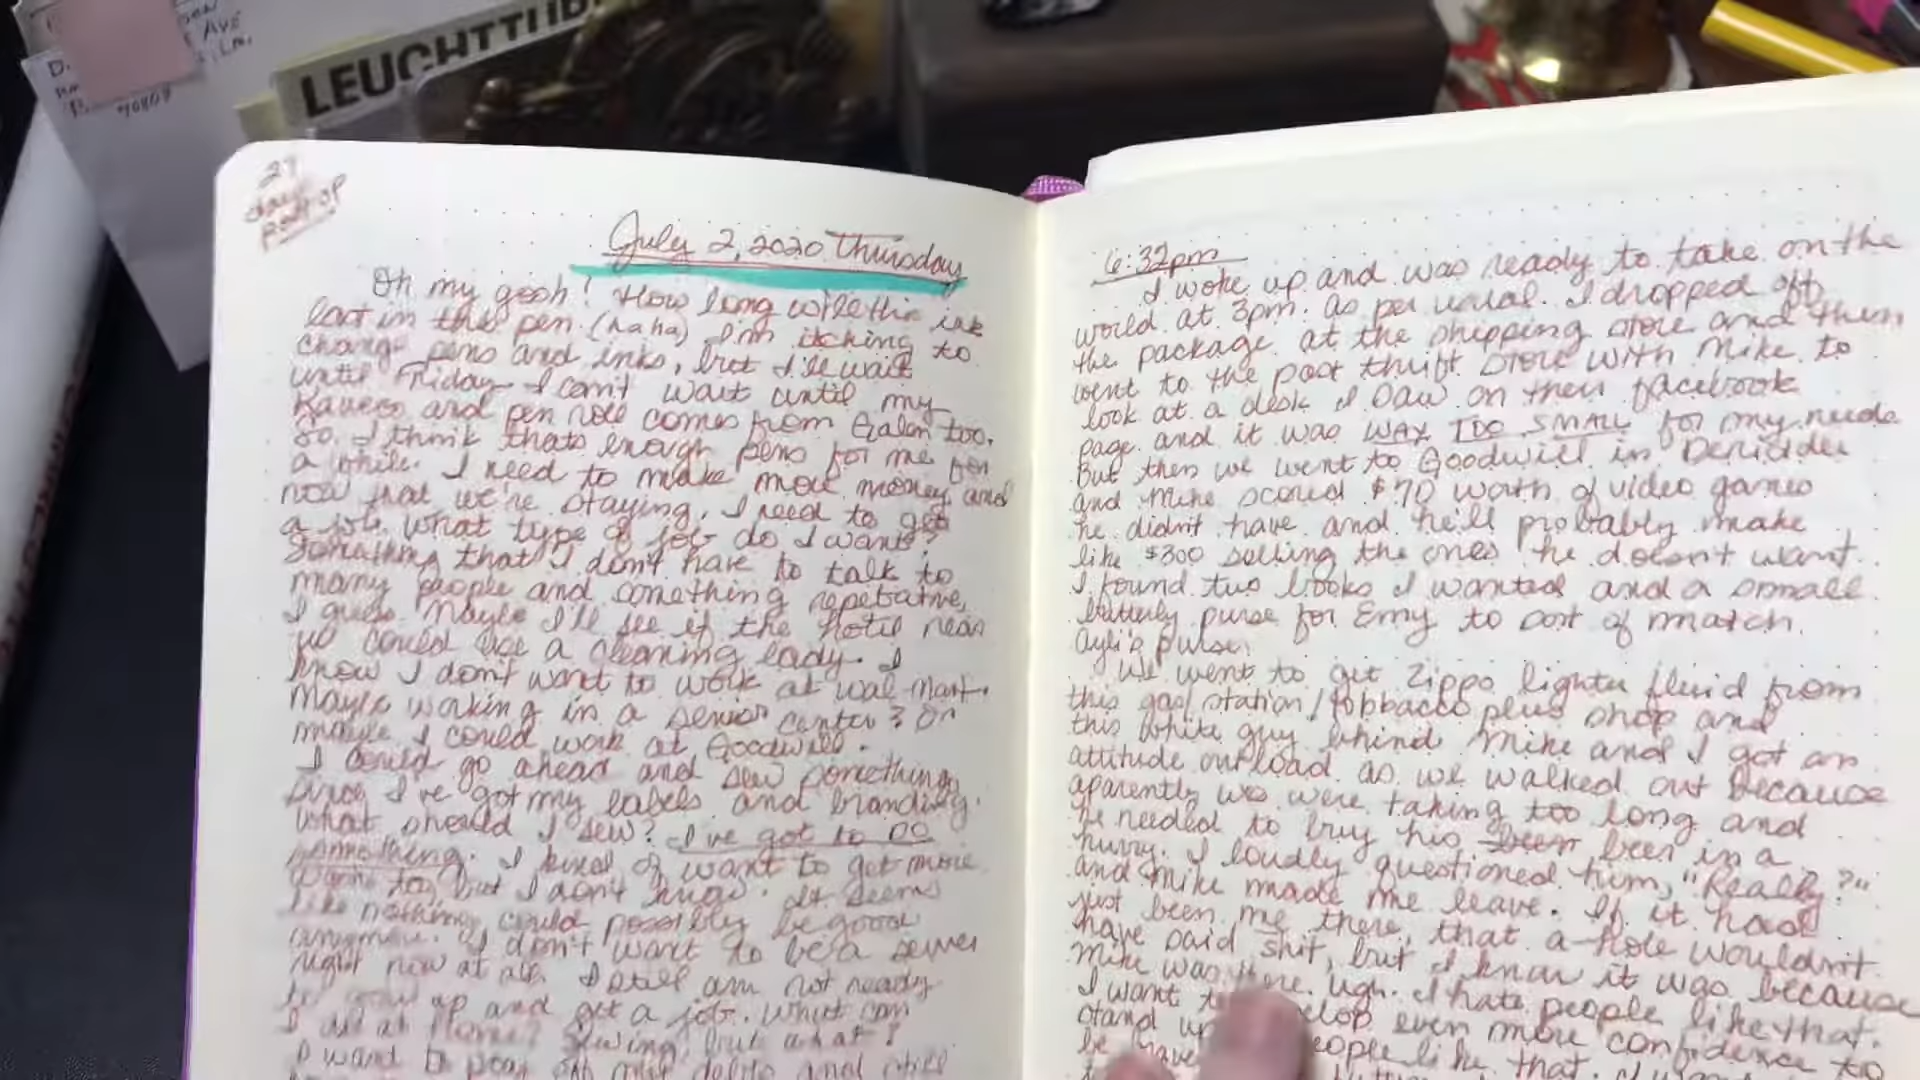 AVE
LA.
D.
70808
LEUCHTTU
27
days
post-op
July 2, 2020 Thursday
Oh my gosh! How long will this ink
last in this pen. (haha) I'm itching to
change pens and inks, but I'll wait
until Friday. I can't wait until my
Kaweco and pen roll comes from Galen too.
So I think thats enough pens for me for
a while. I need to make more money and
now that we're staying, I need to get
a job. What type of job do I want?
Something that I don't have to talk to
many people and something repetative,
I guess. Maybe I'll see if the hotel near
us could use a cleaning lady. I
know I don't want to work at Wal-Mart.
Maybe working in a senior center? Or
maybe I could work at Goodwill.
I could go ahead and sew something
since I've got my labels and branding.
What should I sew? I've got to DO
something. I kind of want to get more
but I don't know. It seems
like nothing could possibly be good
anymore. I don't want to be a sewer
right now at all. I still am not ready
to up and get a job. What can
I do at home? Sewing, but what?
I want to pay off my debts and still
6:32pm
I woke up and was ready to take on the
world at 3pm. as per usual. I dropped off
the package at the shipping store and then
went to the post thrift store with Mike to
look at a desk I saw on their facebook
page and it was WAY TOO SMALL for my needs.
But then we went to Goodwill in Deridder
and Mike scored $70 worth of video games
he didn't have and he'll probably make
like $300 selling the ones he doesn't want.
I found two books I wanted and a small
butterfly purse for Emy to sort of match
Ayli's purse.
We went to get Zippo lighter fluid from
this gas station/tobbacco plus shop and
this white guy behind Mike and I got an
attitude outloud as we walked out because
aparently we were taking too long and
he needed to buy his beer in a
hurry. I loudly questioned him, "Really?"
and Mike made me leave. If it had
just been me there, that a-hole wouldn't
have said shit, but I know it was because
Mike was there. Ugh. I hate people like that.
I want to even more confidence to
stand up people like that.
be